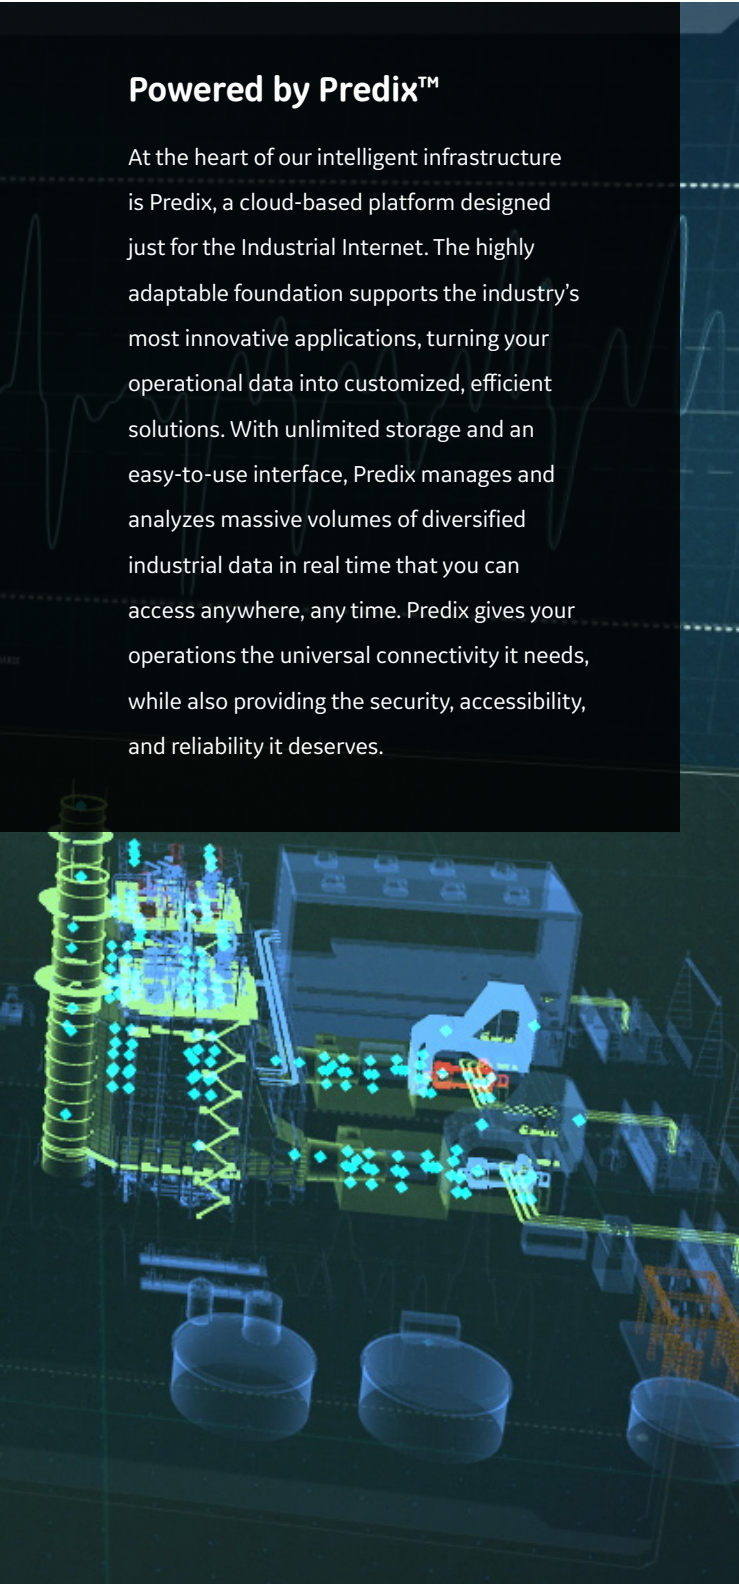 Powered by Predix™
At the heart of our intelligent infrastructure
is Predix, a cloud-based platform designed
just for the Industrial Internet. The highly
adaptable foundation supports the industry’s
most innovative applications, turning your
operational data into customized, efficient
solutions. With unlimited storage and an
easy-to-use interface, Predix manages and
analyzes massive volumes of diversified
industrial data in real time that you can
access anywhere, any time. Predix gives your
operations the universal connectivity it needs,
while also providing the security, accessibility,
and reliability it deserves.